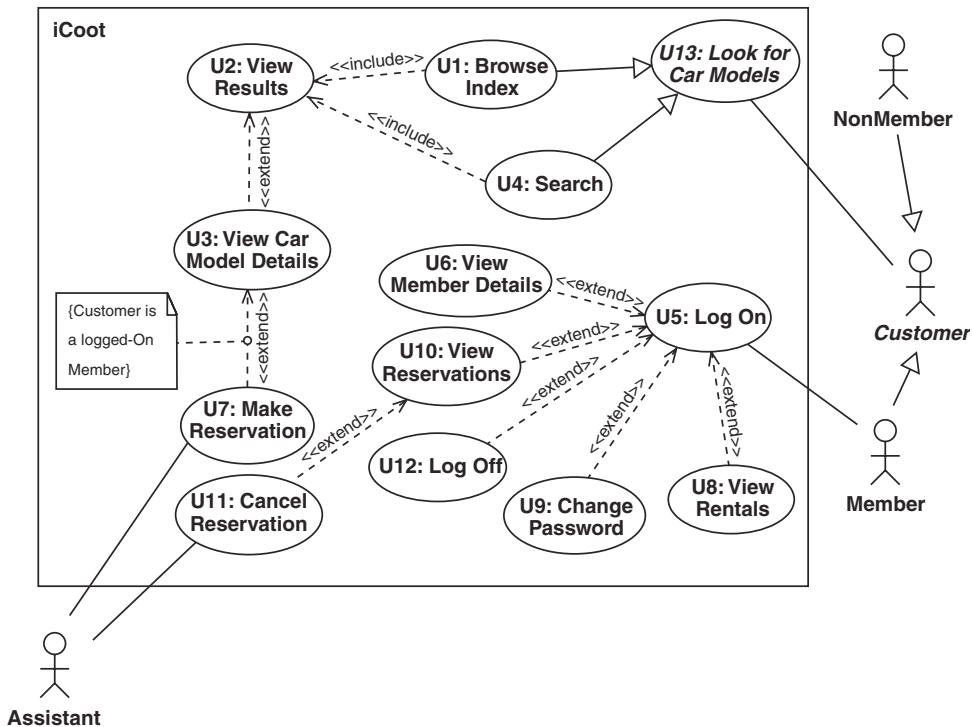 iCoot
U2: View
Results
<<include>>
U1: Browse
Index
U13: Look for
Car Models
NonMember
<<include>>
<<extend>>
U4: Search
U3: View Car
Model Details
U6: View
Member Details
<<extend>>
U5: Log On
Customer
{Customer is
a logged-On
Member}
<<extend>>
U10: View
Reservations
<<extend>>
<<extend>>
<<extend>>
<<extend>>
U7: Make
Reservation
<<extend>>
U12: Log Off
U11: Cancel
Reservation
U9: Change
Password
U8: View
Rentals
Member
Assistant